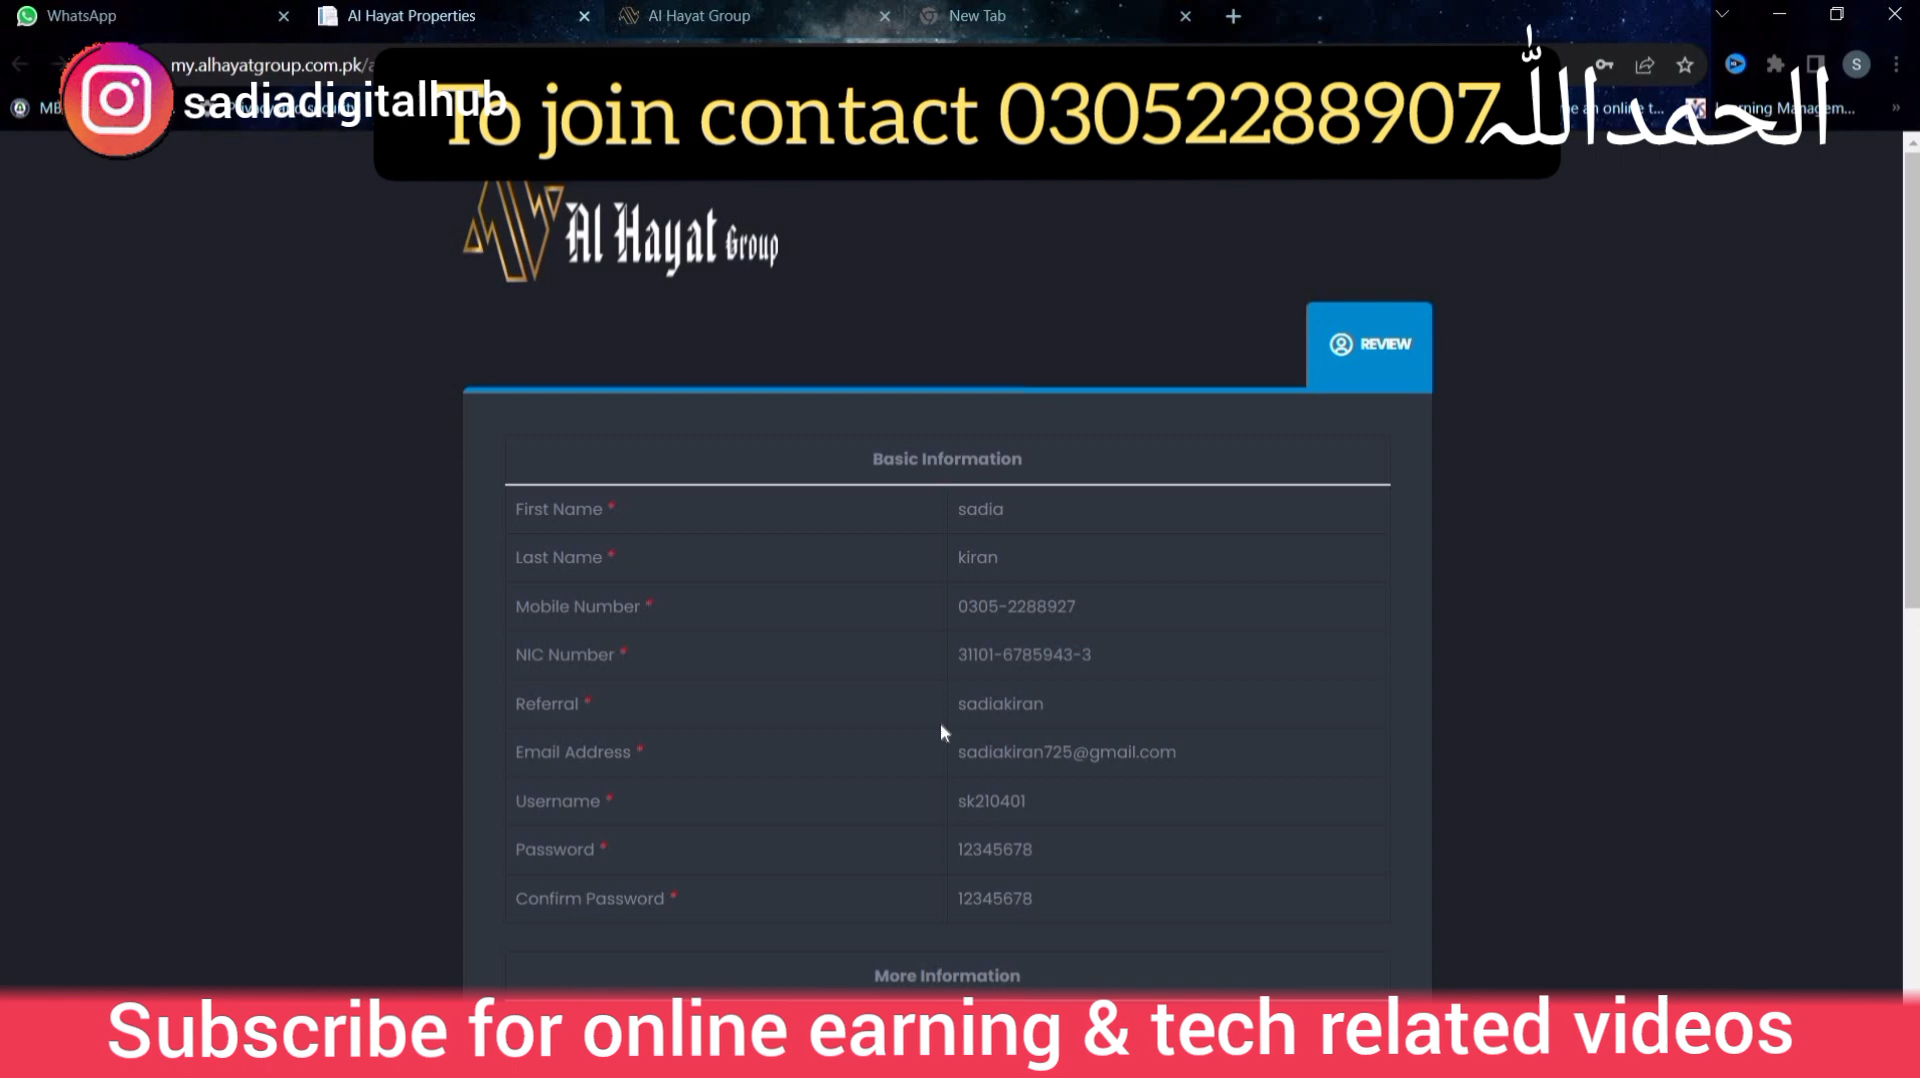 WhatsApp
Al Hayat Properties
Al Hayat Group
New Tab
my.alhayatgroup.com.pk/a
sadiadigitalhub
To join contact 03052288907
الحمدالله
Al Hayat Group
REVIEW
Basic Information
First Name * sadia
Last Name * kiran
Mobile Number * 0305-2288927
NIC Number * 31101-6785943-3
Referral * sadiakiran
Email Address * sadiakiran725@gmail.com
Username * sk210401
Password * 12345678
Confirm Password * 12345678
More Information
Subscribe for online earning & tech related videos